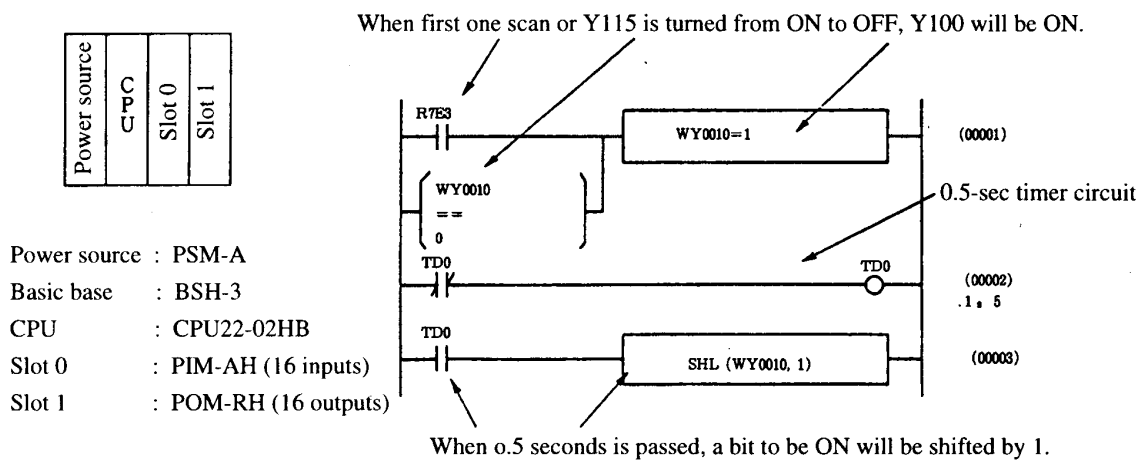 When first one scan or Y115 is turned from ON to OFF, Y100 will be ON.
Power source
CPU
Slot 0
Slot 1
R7E3
WY0010=1
(00001)
WY0010
==
0
0.5-sec timer circuit
TD0
TD0
(00002)
.1s 5
TD0
SHL (WY0010, 1)
(00003)
Power source : PSM-A
Basic base : BSH-3
CPU : CPU22-02HB
Slot 0 : PIM-AH (16 inputs)
Slot 1 : POM-RH (16 outputs)
When o.5 seconds is passed, a bit to be ON will be shifted by 1.